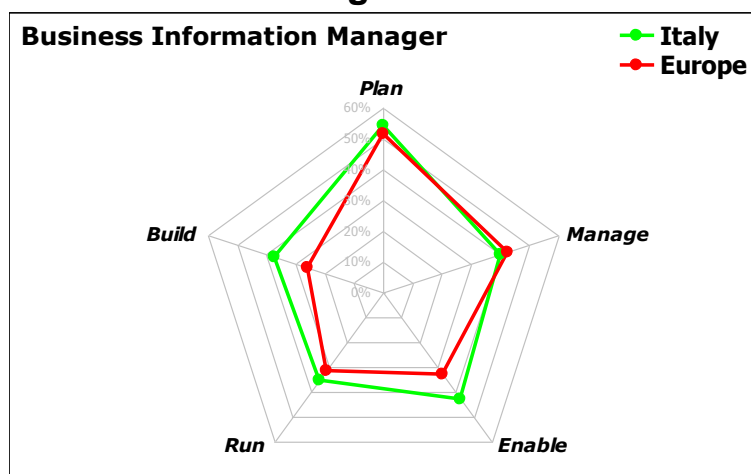 Business Information Manager
Italy
Europe
Plan
60%
50%
40%
30%
20%
10%
0%
Build
Manage
Run
Enable